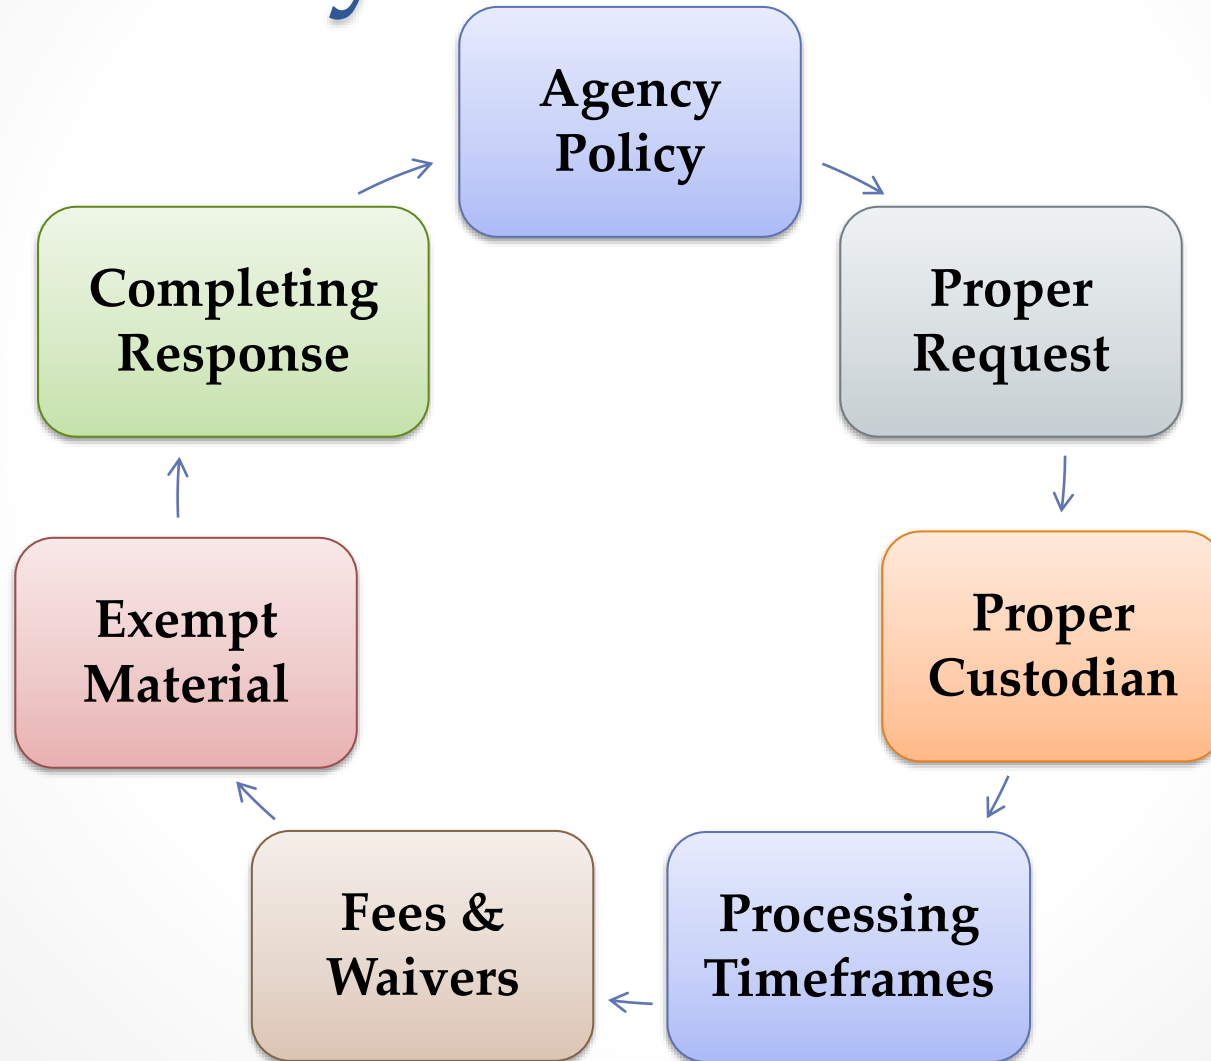 Agency
Policy
Proper
Request
Proper
Custodian
Processing
Timeframes
Fees &
Waivers
Exempt
Material
Completing
Response